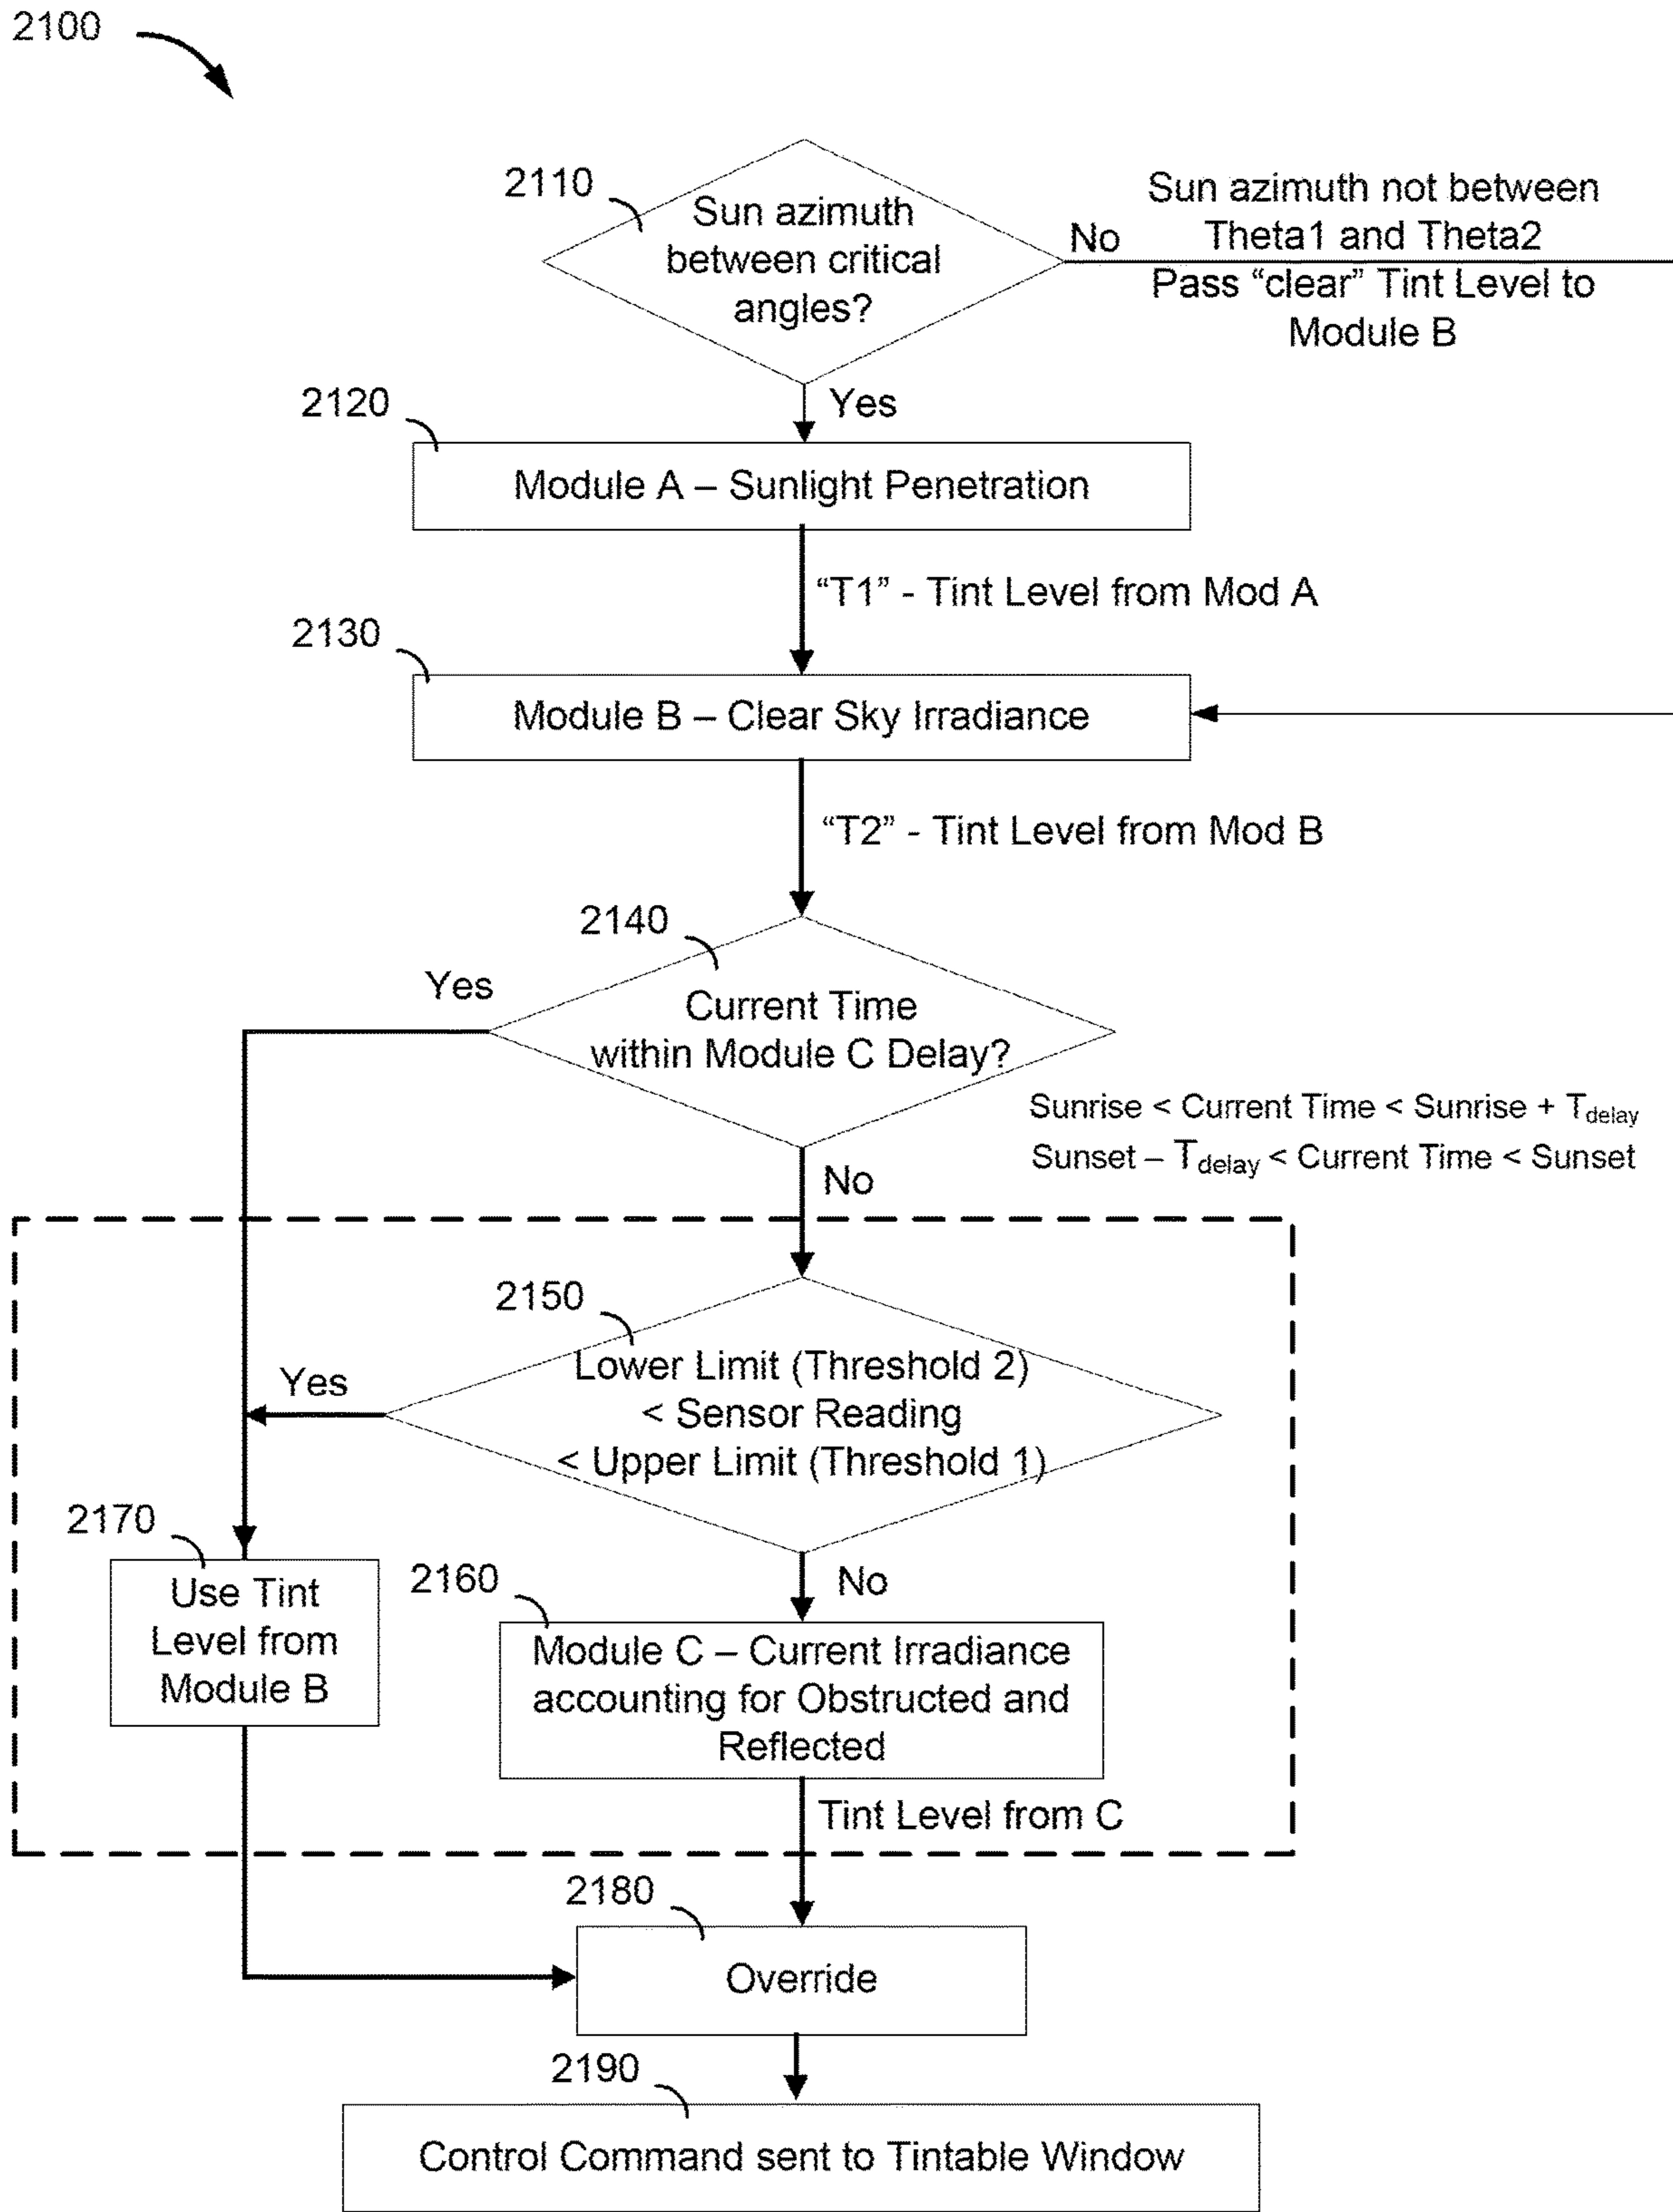 2100
2110
Sun azimuth
between critical
angles?
No
Sun azimuth not between
Theta1 and Theta2
Pass “clear” Tint Level to
Module B
Yes
2120
Module A – Sunlight Penetration
“T1” - Tint Level from Mod A
2130
Module B – Clear Sky Irradiance
“T2” - Tint Level from Mod B
2140
Yes
Current Time
within Module C Delay?
Sunrise < Current Time < Sunrise + Tdelay
Sunset – Tdelay < Current Time < Sunset
No
2150
Yes
Lower Limit (Threshold 2)
< Sensor Reading
< Upper Limit (Threshold 1)
2170
Use Tint
Level from
Module B
No
2160
Module C – Current Irradiance
accounting for Obstructed and
Reflected
Tint Level from C
2180
Override
2190
Control Command sent to Tintable Window